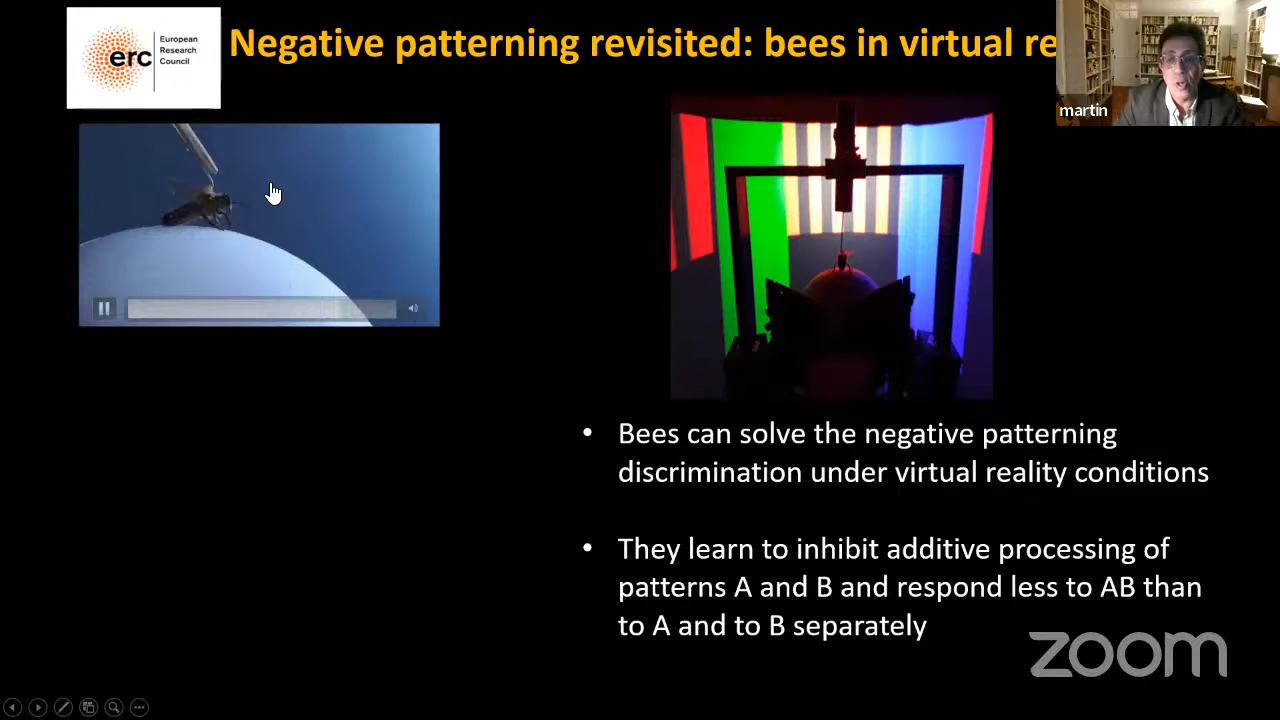 erc
European
Research
Council
Negative patterning revisited: bees in virtual re
martin
• Bees can solve the negative patterning
discrimination under virtual reality conditions
• They learn to inhibit additive processing of
patterns A and B and respond less to AB than
to A and to B separately
zoom